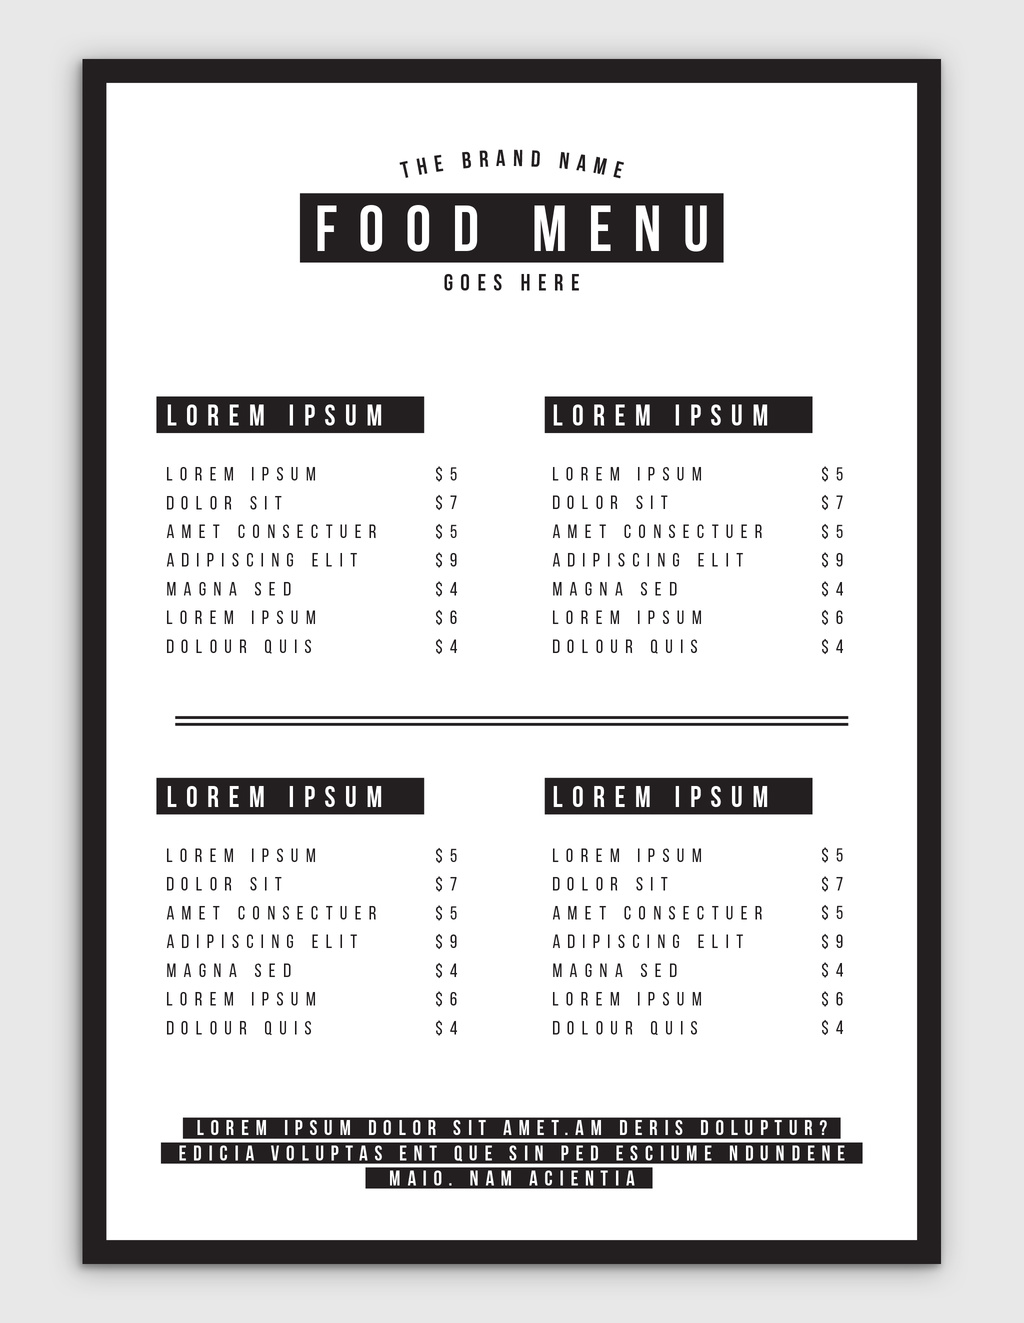 THE BRAND NAME
FOOD MENU
GOES HERE
LOREM IPSUM
LOREM IPSUM $5
DOLOR SIT $7
AMET CONSECTUER $5
ADIPISCING ELIT $9
MAGNA SED $4
LOREM IPSUM $6
DOLOUR QUIS $4
LOREM IPSUM
LOREM IPSUM $5
DOLOR SIT $7
AMET CONSECTUER $5
ADIPISCING ELIT $9
MAGNA SED $4
LOREM IPSUM $6
DOLOUR QUIS $4
LOREM IPSUM
LOREM IPSUM $5
DOLOR SIT $7
AMET CONSECTUER $5
ADIPISCING ELIT $9
MAGNA SED $4
LOREM IPSUM $6
DOLOUR QUIS $4
LOREM IPSUM
LOREM IPSUM $5
DOLOR SIT $7
AMET CONSECTUER $5
ADIPISCING ELIT $9
MAGNA SED $4
LOREM IPSUM $6
DOLOUR QUIS $4
LOREM IPSUM DOLOR SIT AMET.AM DERIS DOLUPTUR?
EDICIA VOLUPTAS ENT QUE SIN PED ESCIUME NDUNDENE
MAIO. NAM ACIENTIA